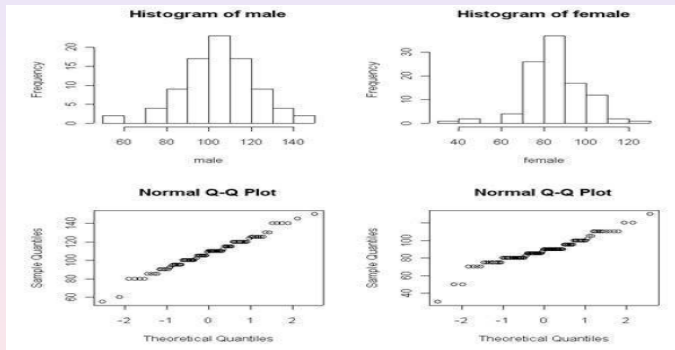 Histogram of male
Frequency
0 5 10 20
60 80 100 120 140
male
Histogram of female
Frequency
0 10 20 30
40 60 80 100 120
female
Normal Q-Q Plot
Sample Quantiles
60 80 100 120 140
-2 -1 0 1 2
Theoretical Quantiles
Normal Q-Q Plot
Sample Quantiles
40 60 80 100
-2 -1 0 1 2
Theoretical Quantiles